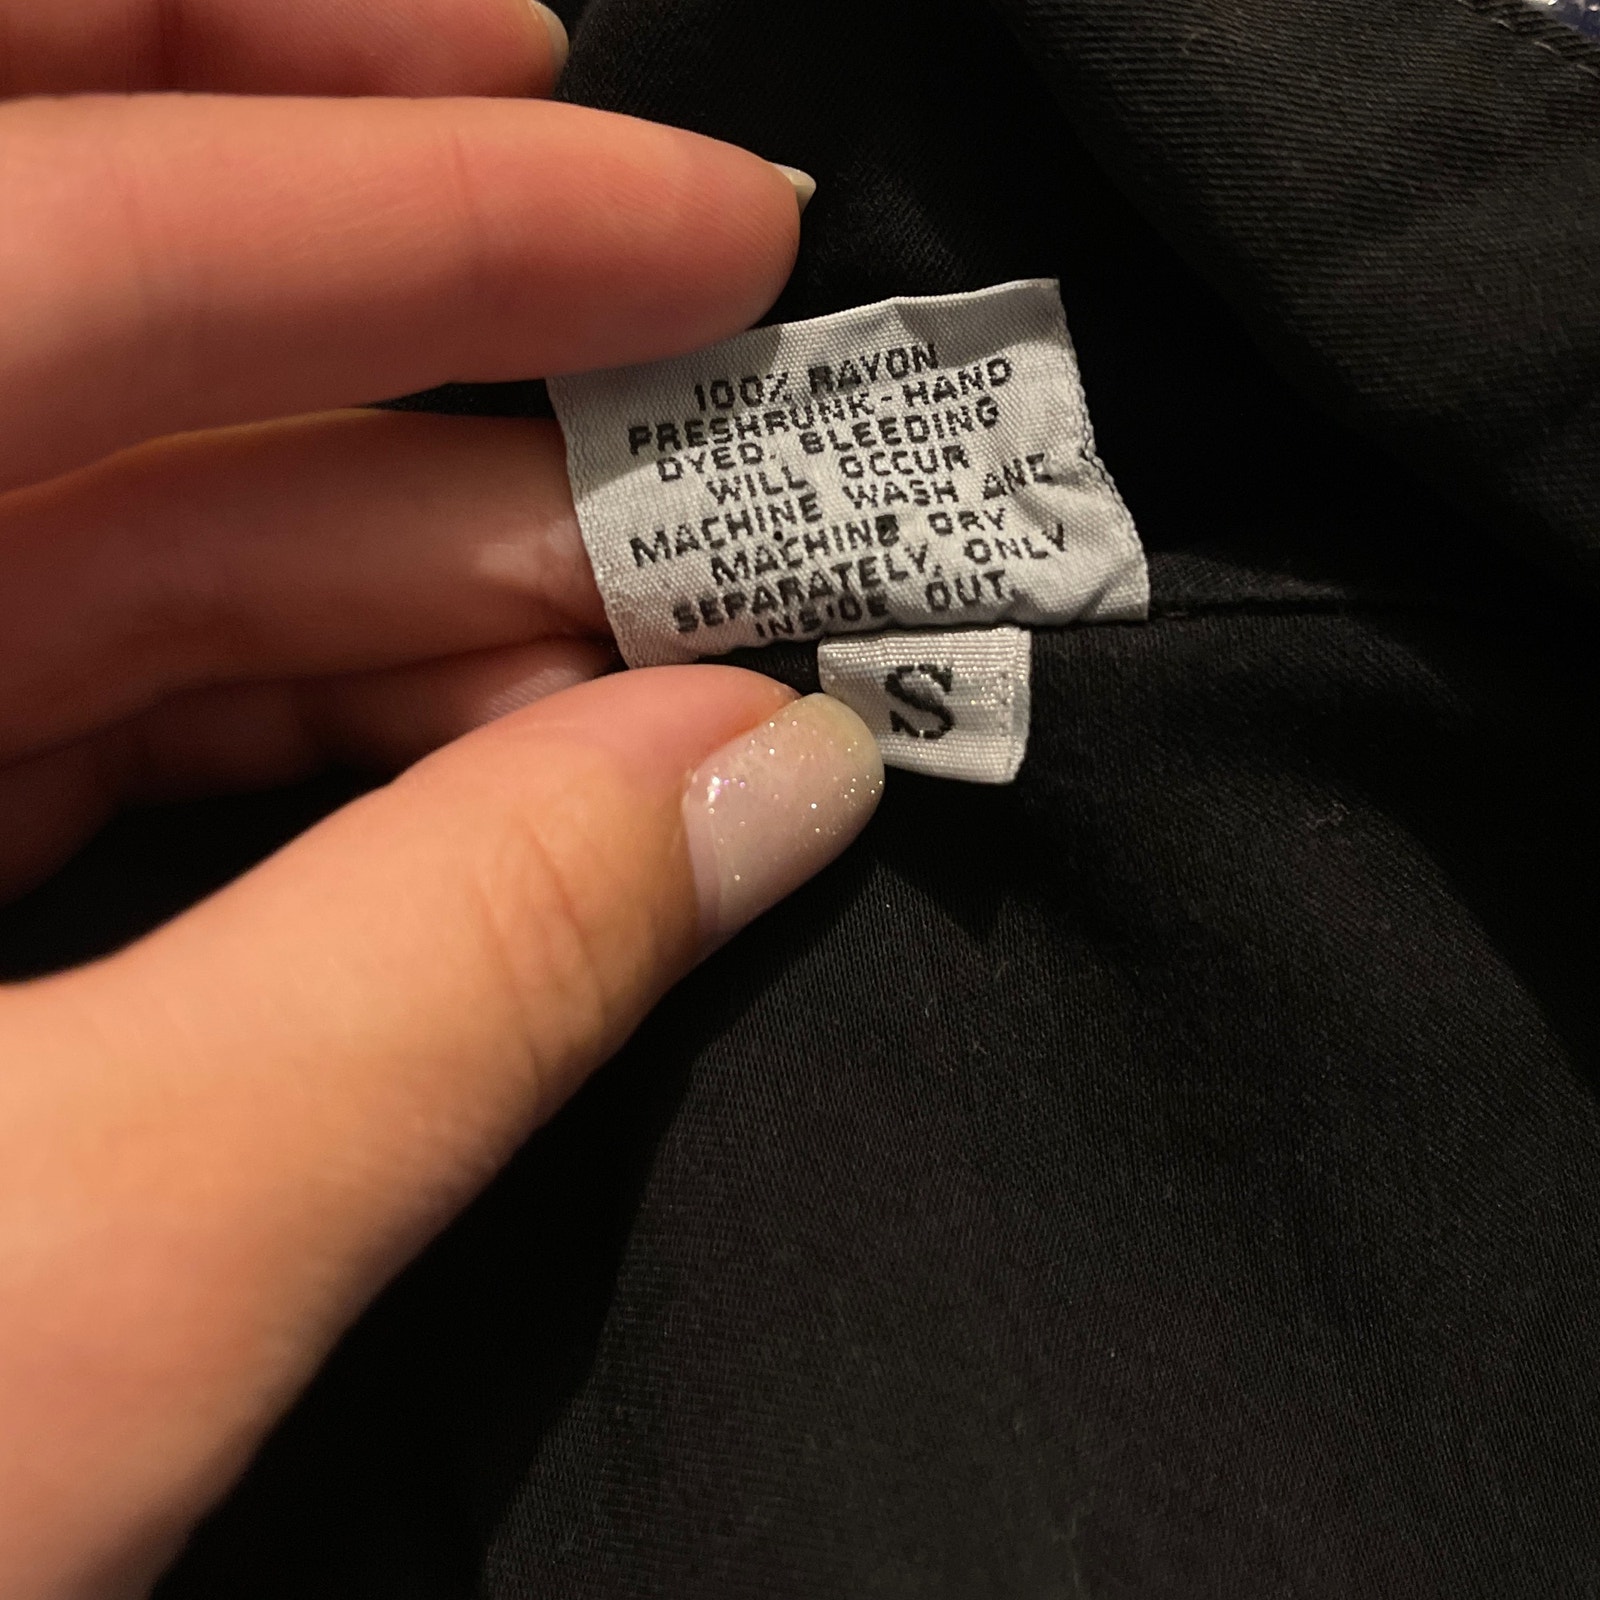 100% RAYON
PRESHRUNK-HAND
DYED. BLEEDING
WILL OCCUR
MACHINE WASH AND
MACHINE DRY
SEPARATELY, ONLY
INSIDE OUT.
S